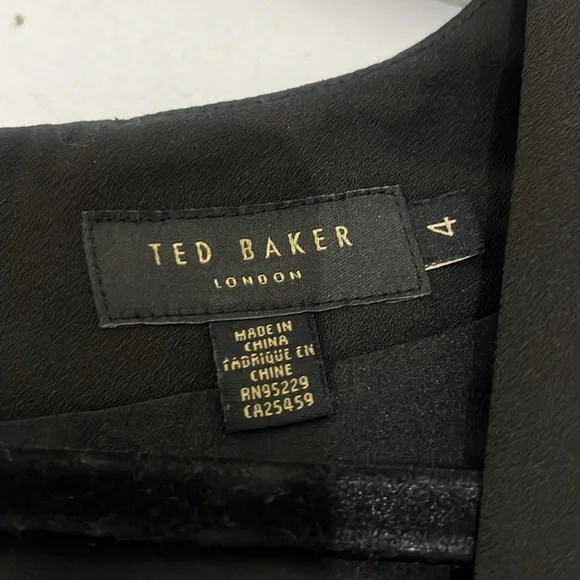 TED BAKER
LONDON
4
MADE IN
CHINA
FABRIQUE EN
CHINE
RN95229
CA25459